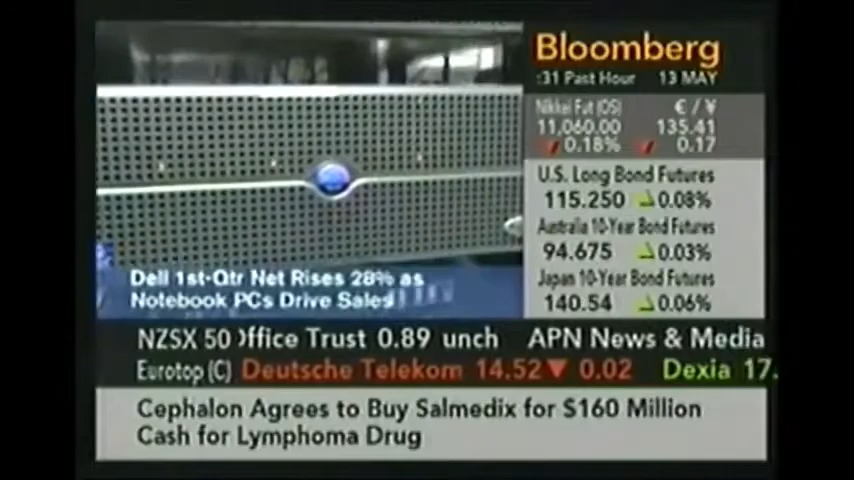 Bloomberg
:31 Past Hour 13 MAY
Nikkei Fut (OS) € / ¥
11,060.00 135.41
0.18% 0.17
U.S. Long Bond Futures
115.250 0.08%
Australia 10-Year Bond Futures
94.675 0.03%
Japan 10-Year Bond Futures
140.54 0.06%
Dell 1st-Qtr Net Rises 28% as
Notebook PCs Drive Sales
NZSX 50 Office Trust 0.89 unch APN News & Media
Eurotop (C) Deutsche Telekom 14.52 0.02 Dexia 17.
Cephalon Agrees to Buy Salmedix for $160 Million
Cash for Lymphoma Drug